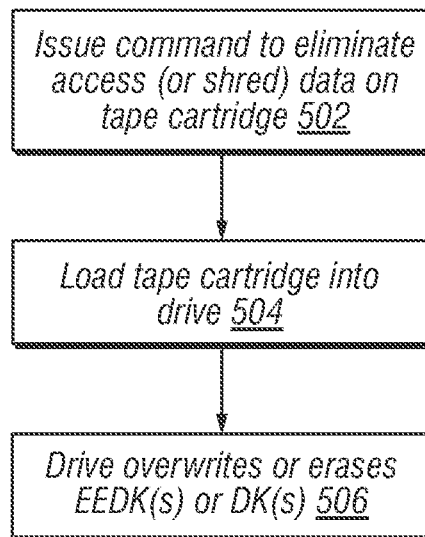 Issue command to eliminate
access (or shred) data on
tape cartridge 502
Load tape cartridge into
drive 504
Drive overwrites or erases
EEDK(s) or DK(s) 506